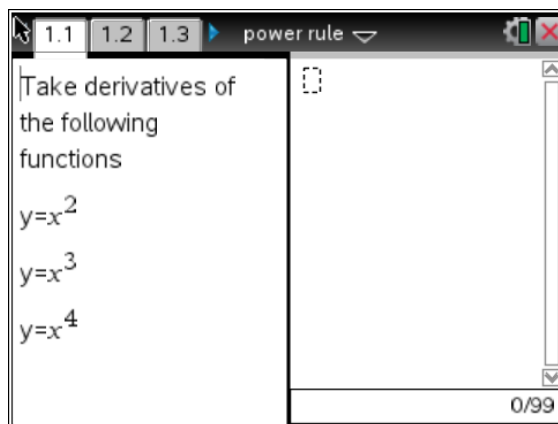 1.1 1.2 1.3 power rule
Take derivatives of
the following
functions
y=x²
y=x³
y=x⁴
0/99